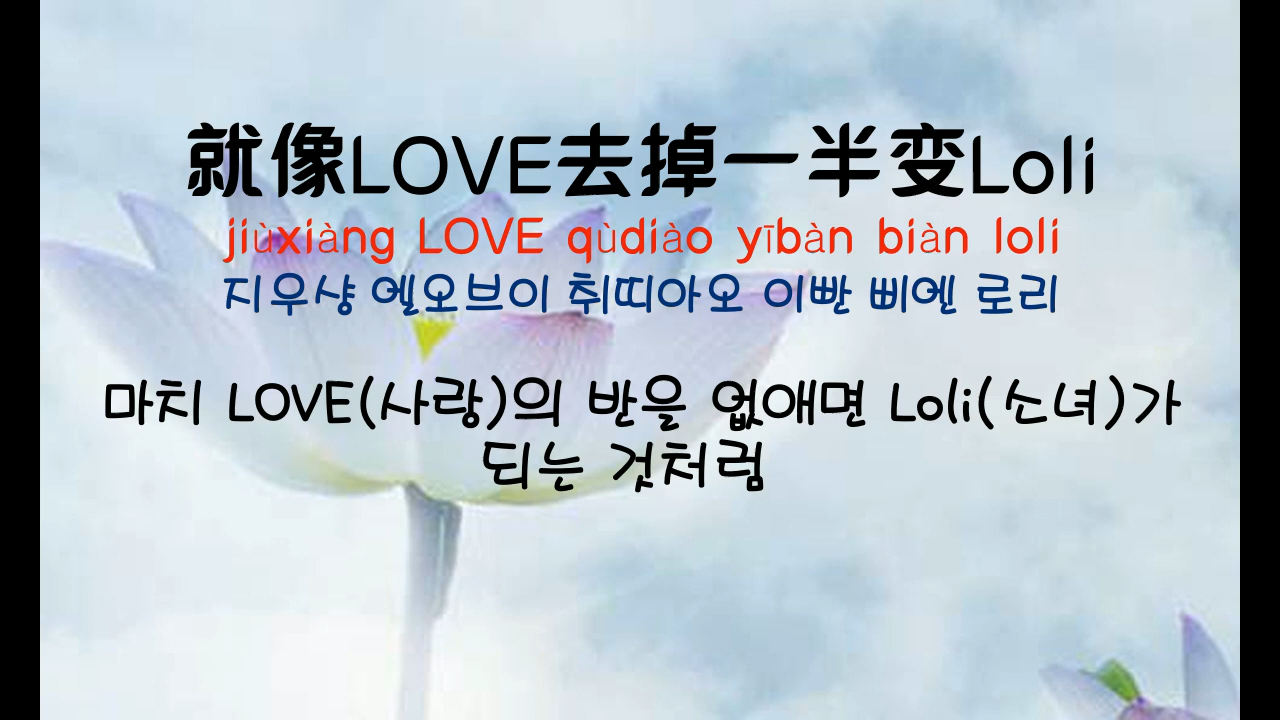 就像LOVE去掉一半变Loli
jiùxiàng LOVE qùdiào yībàn biàn loli
지우샹 엘오브이 취띠아오 이빤 삐엔 로리
마치 LOVE(사랑)의 반을 없애면 Loli(소녀)가
되는 것처럼